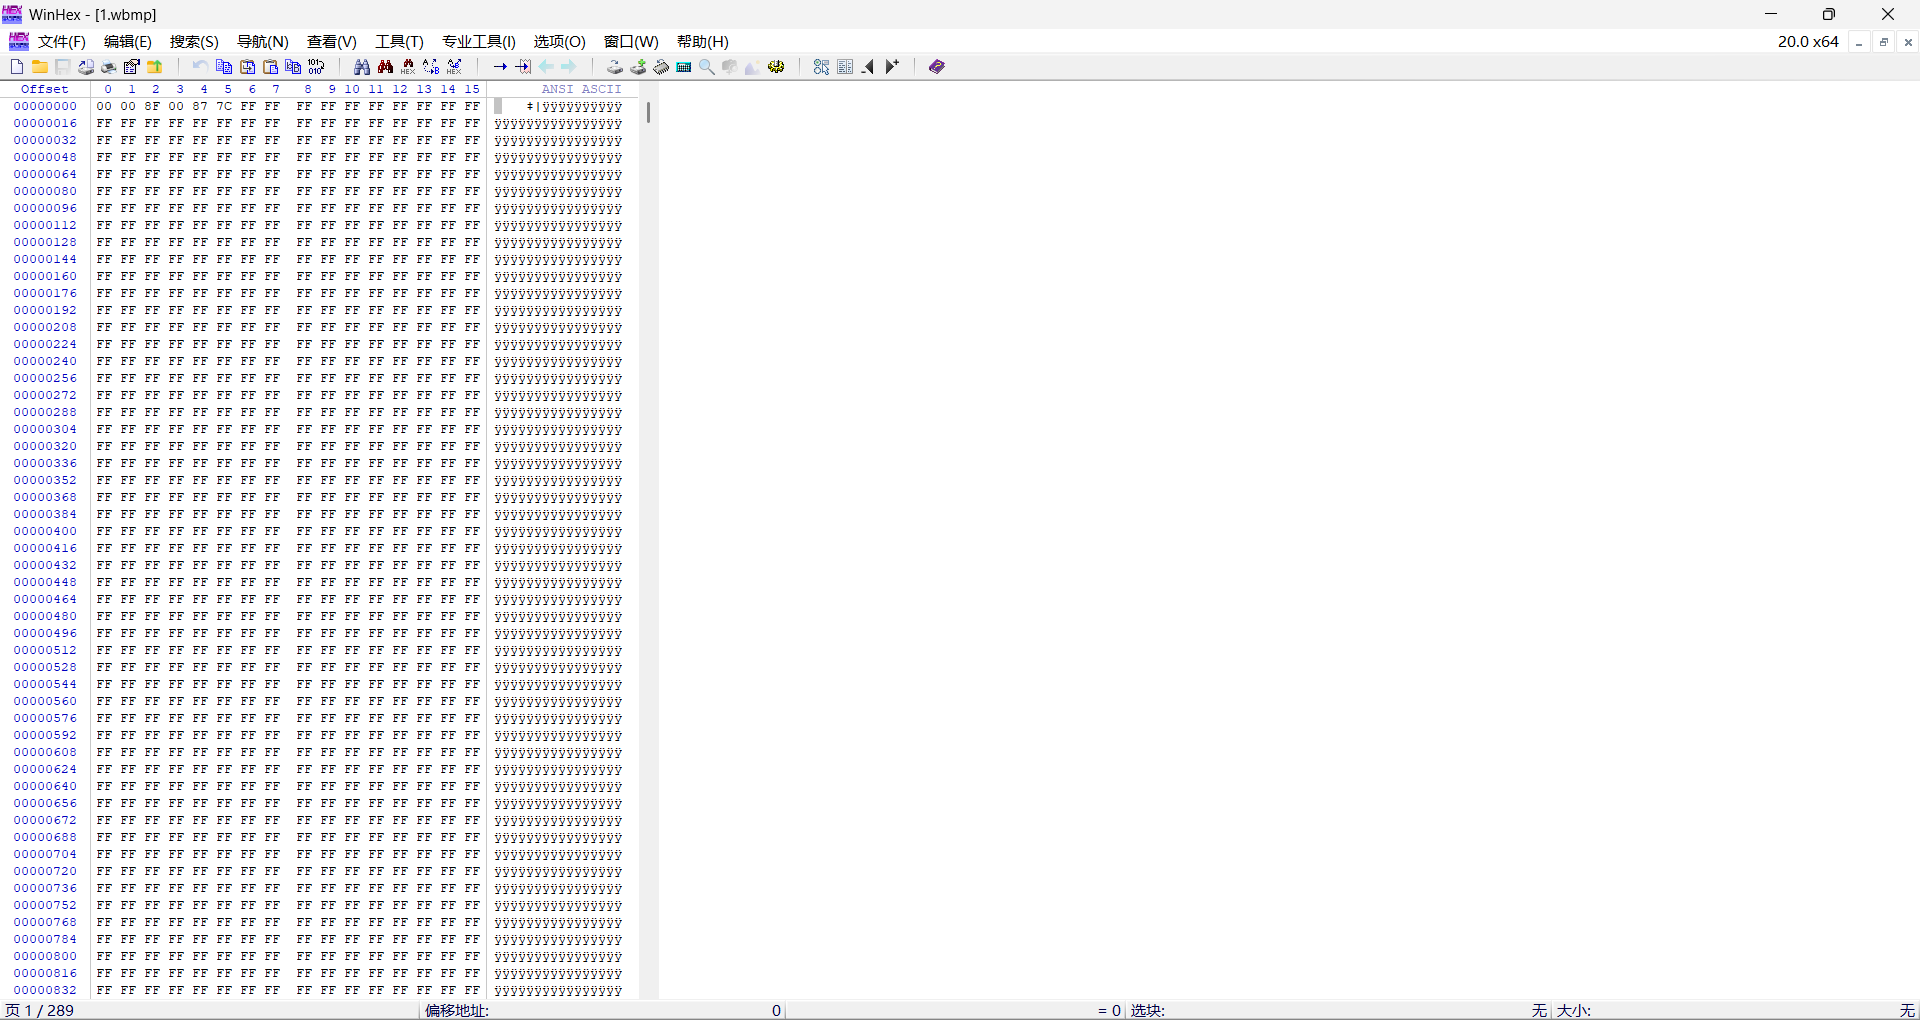 WinHex - [1.wbmp]
文件(F) 编辑(E) 搜索(S) 导航(N) 查看(V) 工具(T) 专业工具(I) 选项(O) 窗口(W) 帮助(H) 20.0 x64
Offset 0 1 2 3 4 5 6 7 8 9 10 11 12 13 14 15 ANSI ASCII
00000000 00 00 8F 00 87 7C FF FF FF FF FF FF FF FF FF FF ‡|ÿÿÿÿÿÿÿÿÿÿ
00000016 FF FF FF FF FF FF FF FF FF FF FF FF FF FF FF FF ÿÿÿÿÿÿÿÿÿÿÿÿÿÿÿÿ
00000032 FF FF FF FF FF FF FF FF FF FF FF FF FF FF FF FF ÿÿÿÿÿÿÿÿÿÿÿÿÿÿÿÿ
00000048 FF FF FF FF FF FF FF FF FF FF FF FF FF FF FF FF ÿÿÿÿÿÿÿÿÿÿÿÿÿÿÿÿ
00000064 FF FF FF FF FF FF FF FF FF FF FF FF FF FF FF FF ÿÿÿÿÿÿÿÿÿÿÿÿÿÿÿÿ
00000080 FF FF FF FF FF FF FF FF FF FF FF FF FF FF FF FF ÿÿÿÿÿÿÿÿÿÿÿÿÿÿÿÿ
00000096 FF FF FF FF FF FF FF FF FF FF FF FF FF FF FF FF ÿÿÿÿÿÿÿÿÿÿÿÿÿÿÿÿ
00000112 FF FF FF FF FF FF FF FF FF FF FF FF FF FF FF FF ÿÿÿÿÿÿÿÿÿÿÿÿÿÿÿÿ
00000128 FF FF FF FF FF FF FF FF FF FF FF FF FF FF FF FF ÿÿÿÿÿÿÿÿÿÿÿÿÿÿÿÿ
00000144 FF FF FF FF FF FF FF FF FF FF FF FF FF FF FF FF ÿÿÿÿÿÿÿÿÿÿÿÿÿÿÿÿ
00000160 FF FF FF FF FF FF FF FF FF FF FF FF FF FF FF FF ÿÿÿÿÿÿÿÿÿÿÿÿÿÿÿÿ
00000176 FF FF FF FF FF FF FF FF FF FF FF FF FF FF FF FF ÿÿÿÿÿÿÿÿÿÿÿÿÿÿÿÿ
00000192 FF FF FF FF FF FF FF FF FF FF FF FF FF FF FF FF ÿÿÿÿÿÿÿÿÿÿÿÿÿÿÿÿ
00000208 FF FF FF FF FF FF FF FF FF FF FF FF FF FF FF FF ÿÿÿÿÿÿÿÿÿÿÿÿÿÿÿÿ
00000224 FF FF FF FF FF FF FF FF FF FF FF FF FF FF FF FF ÿÿÿÿÿÿÿÿÿÿÿÿÿÿÿÿ
00000240 FF FF FF FF FF FF FF FF FF FF FF FF FF FF FF FF ÿÿÿÿÿÿÿÿÿÿÿÿÿÿÿÿ
00000256 FF FF FF FF FF FF FF FF FF FF FF FF FF FF FF FF ÿÿÿÿÿÿÿÿÿÿÿÿÿÿÿÿ
00000272 FF FF FF FF FF FF FF FF FF FF FF FF FF FF FF FF ÿÿÿÿÿÿÿÿÿÿÿÿÿÿÿÿ
00000288 FF FF FF FF FF FF FF FF FF FF FF FF FF FF FF FF ÿÿÿÿÿÿÿÿÿÿÿÿÿÿÿÿ
00000304 FF FF FF FF FF FF FF FF FF FF FF FF FF FF FF FF ÿÿÿÿÿÿÿÿÿÿÿÿÿÿÿÿ
00000320 FF FF FF FF FF FF FF FF FF FF FF FF FF FF FF FF ÿÿÿÿÿÿÿÿÿÿÿÿÿÿÿÿ
00000336 FF FF FF FF FF FF FF FF FF FF FF FF FF FF FF FF ÿÿÿÿÿÿÿÿÿÿÿÿÿÿÿÿ
00000352 FF FF FF FF FF FF FF FF FF FF FF FF FF FF FF FF ÿÿÿÿÿÿÿÿÿÿÿÿÿÿÿÿ
00000368 FF FF FF FF FF FF FF FF FF FF FF FF FF FF FF FF ÿÿÿÿÿÿÿÿÿÿÿÿÿÿÿÿ
00000384 FF FF FF FF FF FF FF FF FF FF FF FF FF FF FF FF ÿÿÿÿÿÿÿÿÿÿÿÿÿÿÿÿ
00000400 FF FF FF FF FF FF FF FF FF FF FF FF FF FF FF FF ÿÿÿÿÿÿÿÿÿÿÿÿÿÿÿÿ
00000416 FF FF FF FF FF FF FF FF FF FF FF FF FF FF FF FF ÿÿÿÿÿÿÿÿÿÿÿÿÿÿÿÿ
00000432 FF FF FF FF FF FF FF FF FF FF FF FF FF FF FF FF ÿÿÿÿÿÿÿÿÿÿÿÿÿÿÿÿ
00000448 FF FF FF FF FF FF FF FF FF FF FF FF FF FF FF FF ÿÿÿÿÿÿÿÿÿÿÿÿÿÿÿÿ
00000464 FF FF FF FF FF FF FF FF FF FF FF FF FF FF FF FF ÿÿÿÿÿÿÿÿÿÿÿÿÿÿÿÿ
00000480 FF FF FF FF FF FF FF FF FF FF FF FF FF FF FF FF ÿÿÿÿÿÿÿÿÿÿÿÿÿÿÿÿ
00000496 FF FF FF FF FF FF FF FF FF FF FF FF FF FF FF FF ÿÿÿÿÿÿÿÿÿÿÿÿÿÿÿÿ
00000512 FF FF FF FF FF FF FF FF FF FF FF FF FF FF FF FF ÿÿÿÿÿÿÿÿÿÿÿÿÿÿÿÿ
00000528 FF FF FF FF FF FF FF FF FF FF FF FF FF FF FF FF ÿÿÿÿÿÿÿÿÿÿÿÿÿÿÿÿ
00000544 FF FF FF FF FF FF FF FF FF FF FF FF FF FF FF FF ÿÿÿÿÿÿÿÿÿÿÿÿÿÿÿÿ
00000560 FF FF FF FF FF FF FF FF FF FF FF FF FF FF FF FF ÿÿÿÿÿÿÿÿÿÿÿÿÿÿÿÿ
00000576 FF FF FF FF FF FF FF FF FF FF FF FF FF FF FF FF ÿÿÿÿÿÿÿÿÿÿÿÿÿÿÿÿ
00000592 FF FF FF FF FF FF FF FF FF FF FF FF FF FF FF FF ÿÿÿÿÿÿÿÿÿÿÿÿÿÿÿÿ
00000608 FF FF FF FF FF FF FF FF FF FF FF FF FF FF FF FF ÿÿÿÿÿÿÿÿÿÿÿÿÿÿÿÿ
00000624 FF FF FF FF FF FF FF FF FF FF FF FF FF FF FF FF ÿÿÿÿÿÿÿÿÿÿÿÿÿÿÿÿ
00000640 FF FF FF FF FF FF FF FF FF FF FF FF FF FF FF FF ÿÿÿÿÿÿÿÿÿÿÿÿÿÿÿÿ
00000656 FF FF FF FF FF FF FF FF FF FF FF FF FF FF FF FF ÿÿÿÿÿÿÿÿÿÿÿÿÿÿÿÿ
00000672 FF FF FF FF FF FF FF FF FF FF FF FF FF FF FF FF ÿÿÿÿÿÿÿÿÿÿÿÿÿÿÿÿ
00000688 FF FF FF FF FF FF FF FF FF FF FF FF FF FF FF FF ÿÿÿÿÿÿÿÿÿÿÿÿÿÿÿÿ
00000704 FF FF FF FF FF FF FF FF FF FF FF FF FF FF FF FF ÿÿÿÿÿÿÿÿÿÿÿÿÿÿÿÿ
00000720 FF FF FF FF FF FF FF FF FF FF FF FF FF FF FF FF ÿÿÿÿÿÿÿÿÿÿÿÿÿÿÿÿ
00000736 FF FF FF FF FF FF FF FF FF FF FF FF FF FF FF FF ÿÿÿÿÿÿÿÿÿÿÿÿÿÿÿÿ
00000752 FF FF FF FF FF FF FF FF FF FF FF FF FF FF FF FF ÿÿÿÿÿÿÿÿÿÿÿÿÿÿÿÿ
00000768 FF FF FF FF FF FF FF FF FF FF FF FF FF FF FF FF ÿÿÿÿÿÿÿÿÿÿÿÿÿÿÿÿ
00000784 FF FF FF FF FF FF FF FF FF FF FF FF FF FF FF FF ÿÿÿÿÿÿÿÿÿÿÿÿÿÿÿÿ
00000800 FF FF FF FF FF FF FF FF FF FF FF FF FF FF FF FF ÿÿÿÿÿÿÿÿÿÿÿÿÿÿÿÿ
00000816 FF FF FF FF FF FF FF FF FF FF FF FF FF FF FF FF ÿÿÿÿÿÿÿÿÿÿÿÿÿÿÿÿ
00000832 FF FF FF FF FF FF FF FF FF FF FF FF FF FF FF FF ÿÿÿÿÿÿÿÿÿÿÿÿÿÿÿÿ
页 1 / 289 偏移地址: 0 = 0 选块: 无 大小: 无